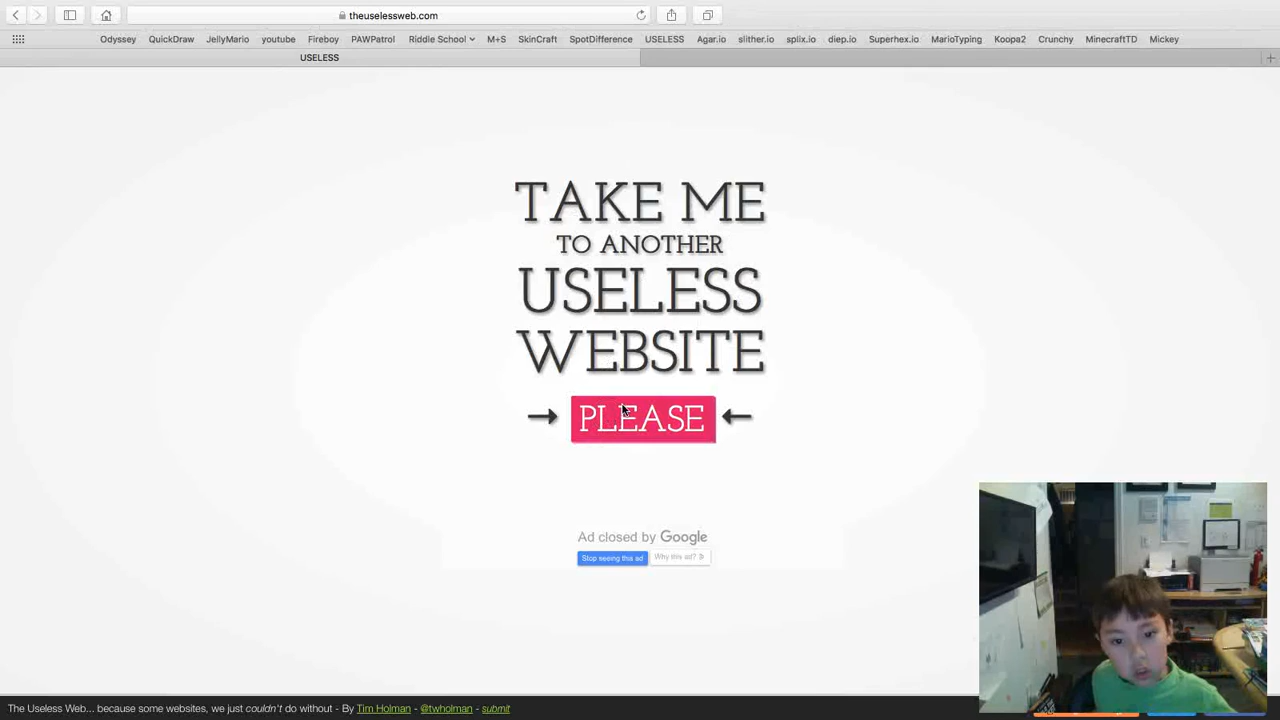 theuselessweb.com
Odyssey QuickDraw JellyMario youtube Fireboy PAWPatrol Riddle School M+S SkinCraft SpotDifference USELESS Agar.io slither.io splix.io diep.io Superhex.io MarioTyping Koopa2 Crunchy MinecraftTD Mickey
USELESS
TAKE ME
TO ANOTHER
USELESS
WEBSITE
PLEASE
Ad closed by Google
Stop seeing this ad Why this ad?
The Useless Web... because some websites, we just couldn't do without - By Tim Holman - @twholman - submit